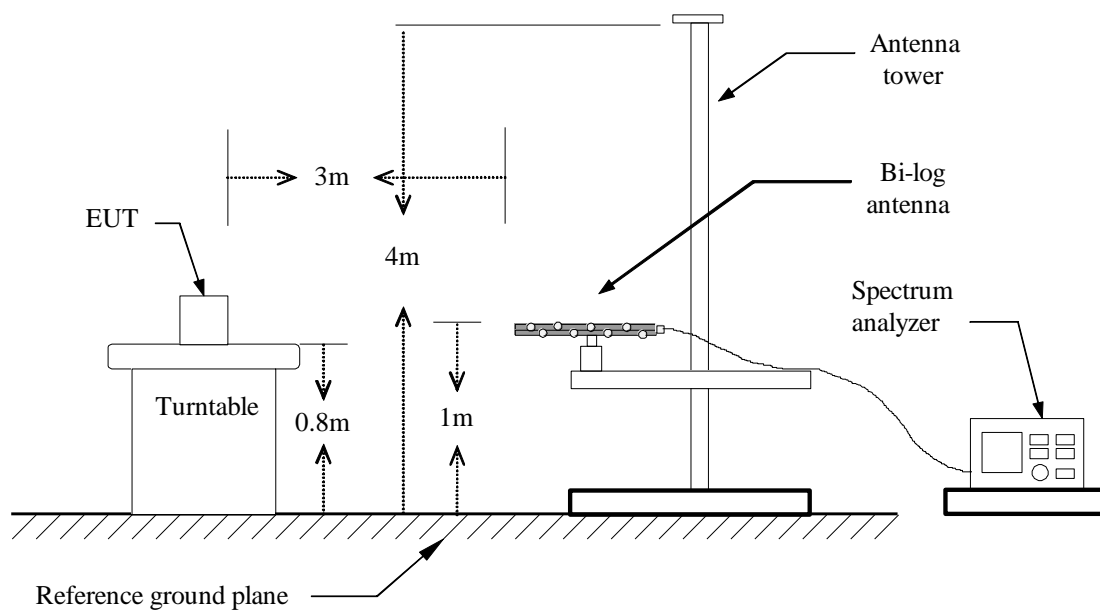 Antenna
tower
3m
Bi-log
antenna
EUT
4m
Spectrum
analyzer
Turntable
0.8m
1m
Reference ground plane